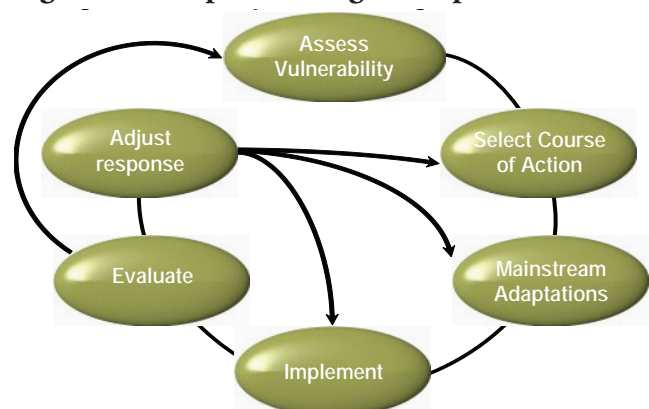 Assess
Vulnerability
Select Course
of Action
Mainstream
Adaptations
Implement
Evaluate
Adjust
response